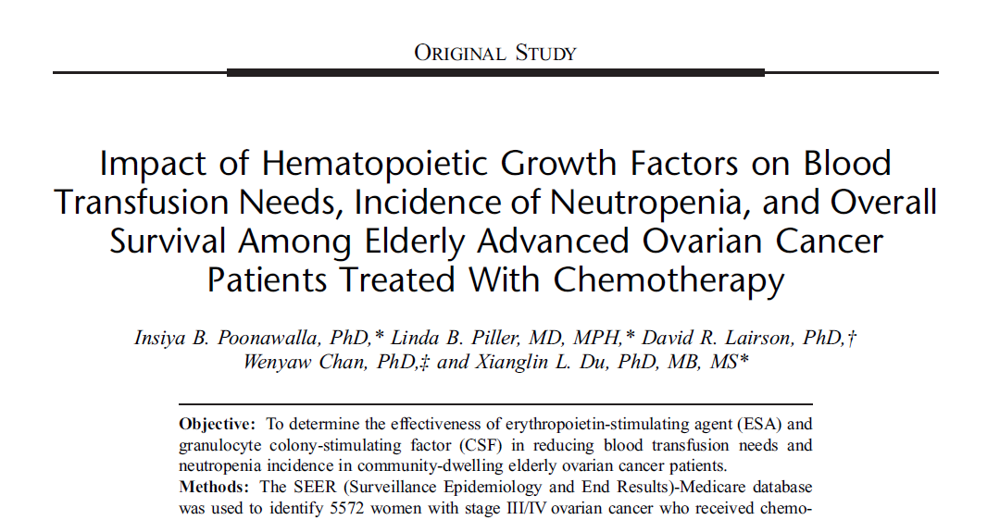 ORIGINAL STUDY
Impact of Hematopoietic Growth Factors on Blood
Transfusion Needs, Incidence of Neutropenia, and Overall
Survival Among Elderly Advanced Ovarian Cancer
Patients Treated With Chemotherapy
Insiya B. Poonawalla, PhD,* Linda B. Piller, MD, MPH,* David R. Lairson, PhD,†
Wenyaw Chan, PhD,‡ and Xianglin L. Du, PhD, MB, MS*
Objective: To determine the effectiveness of erythropoietin-stimulating agent (ESA) and
granulocyte colony-stimulating factor (CSF) in reducing blood transfusion needs and
neutropenia incidence in community-dwelling elderly ovarian cancer patients.
Methods: The SEER (Surveillance Epidemiology and End Results)-Medicare database
was used to identify 5572 women with stage III/IV ovarian cancer who received chemo-